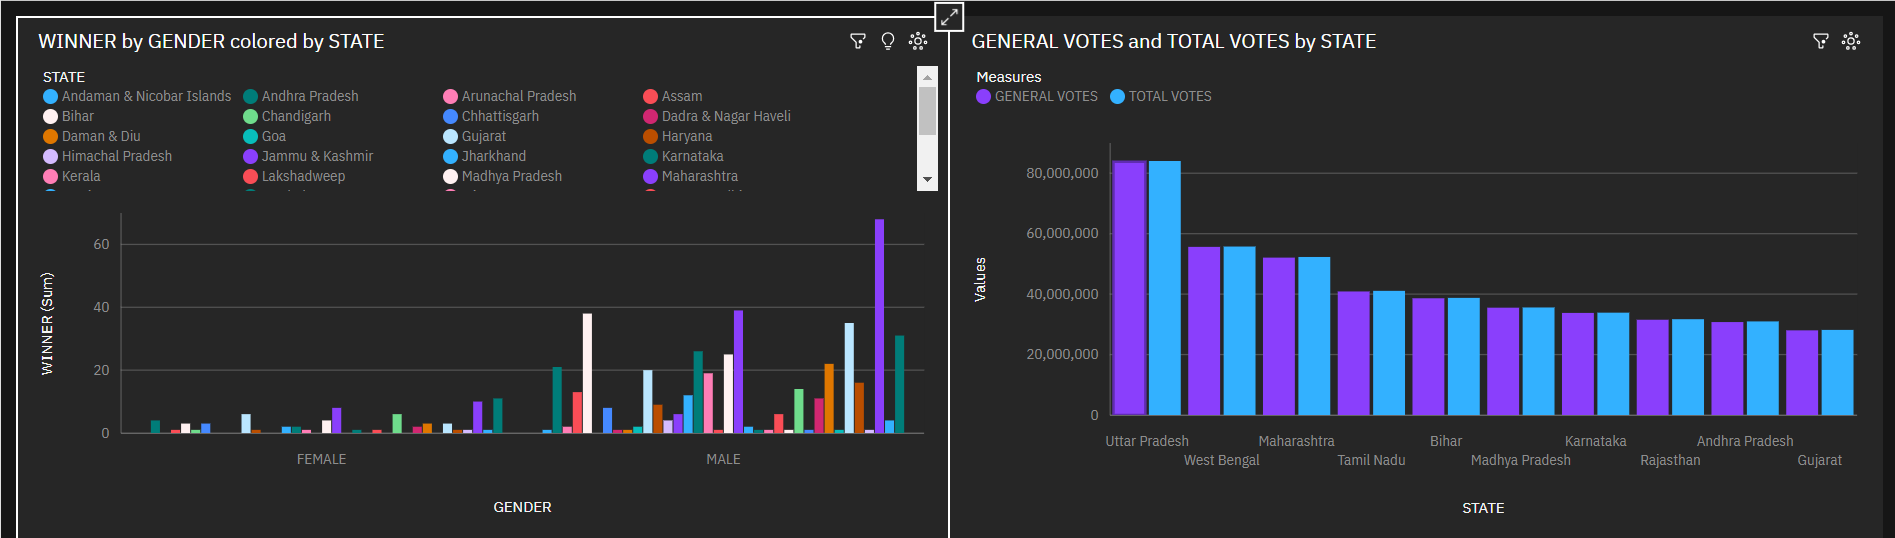 WINNER by GENDER colored by STATE
STATE
Andaman & Nicobar Islands Andhra Pradesh Arunachal Pradesh Assam
Bihar Chandigarh Chhattisgarh Dadra & Nagar Haveli
Daman & Diu Goa Gujarat Haryana
Himachal Pradesh Jammu & Kashmir Jharkhand Karnataka
Kerala Lakshadweep Madhya Pradesh Maharashtra
WINNER (Sum)
60
40
20
0
FEMALE MALE
GENDER
GENERAL VOTES and TOTAL VOTES by STATE
Measures
GENERAL VOTES TOTAL VOTES
Values
80,000,000
60,000,000
40,000,000
20,000,000
0
Uttar Pradesh Maharashtra Bihar Karnataka Andhra Pradesh
West Bengal Tamil Nadu Madhya Pradesh Rajasthan Gujarat
STATE